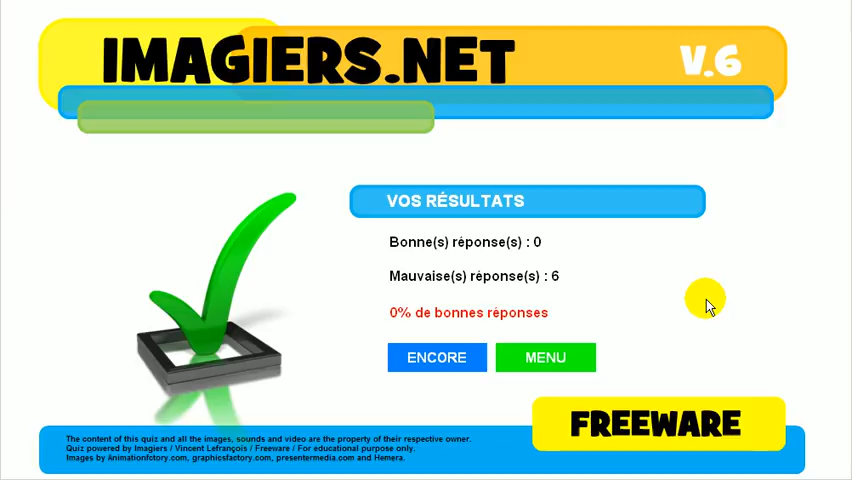 IMAGIERS.NET
V.6
VOS RÉSULTATS
Bonne(s) réponse(s) : 0
Mauvaise(s) réponse(s) : 6
0% de bonnes réponses
ENCORE
MENU
FREEWARE
The content of this quiz and all the images, sounds and video are the property of their respective owner.
Quiz powered by Imagiers / Vincent Lefrançois / Freeware / For educational purpose only.
Images by Animationfctory.com, graphicsfactory.com, presentermedia.com and Hemera.